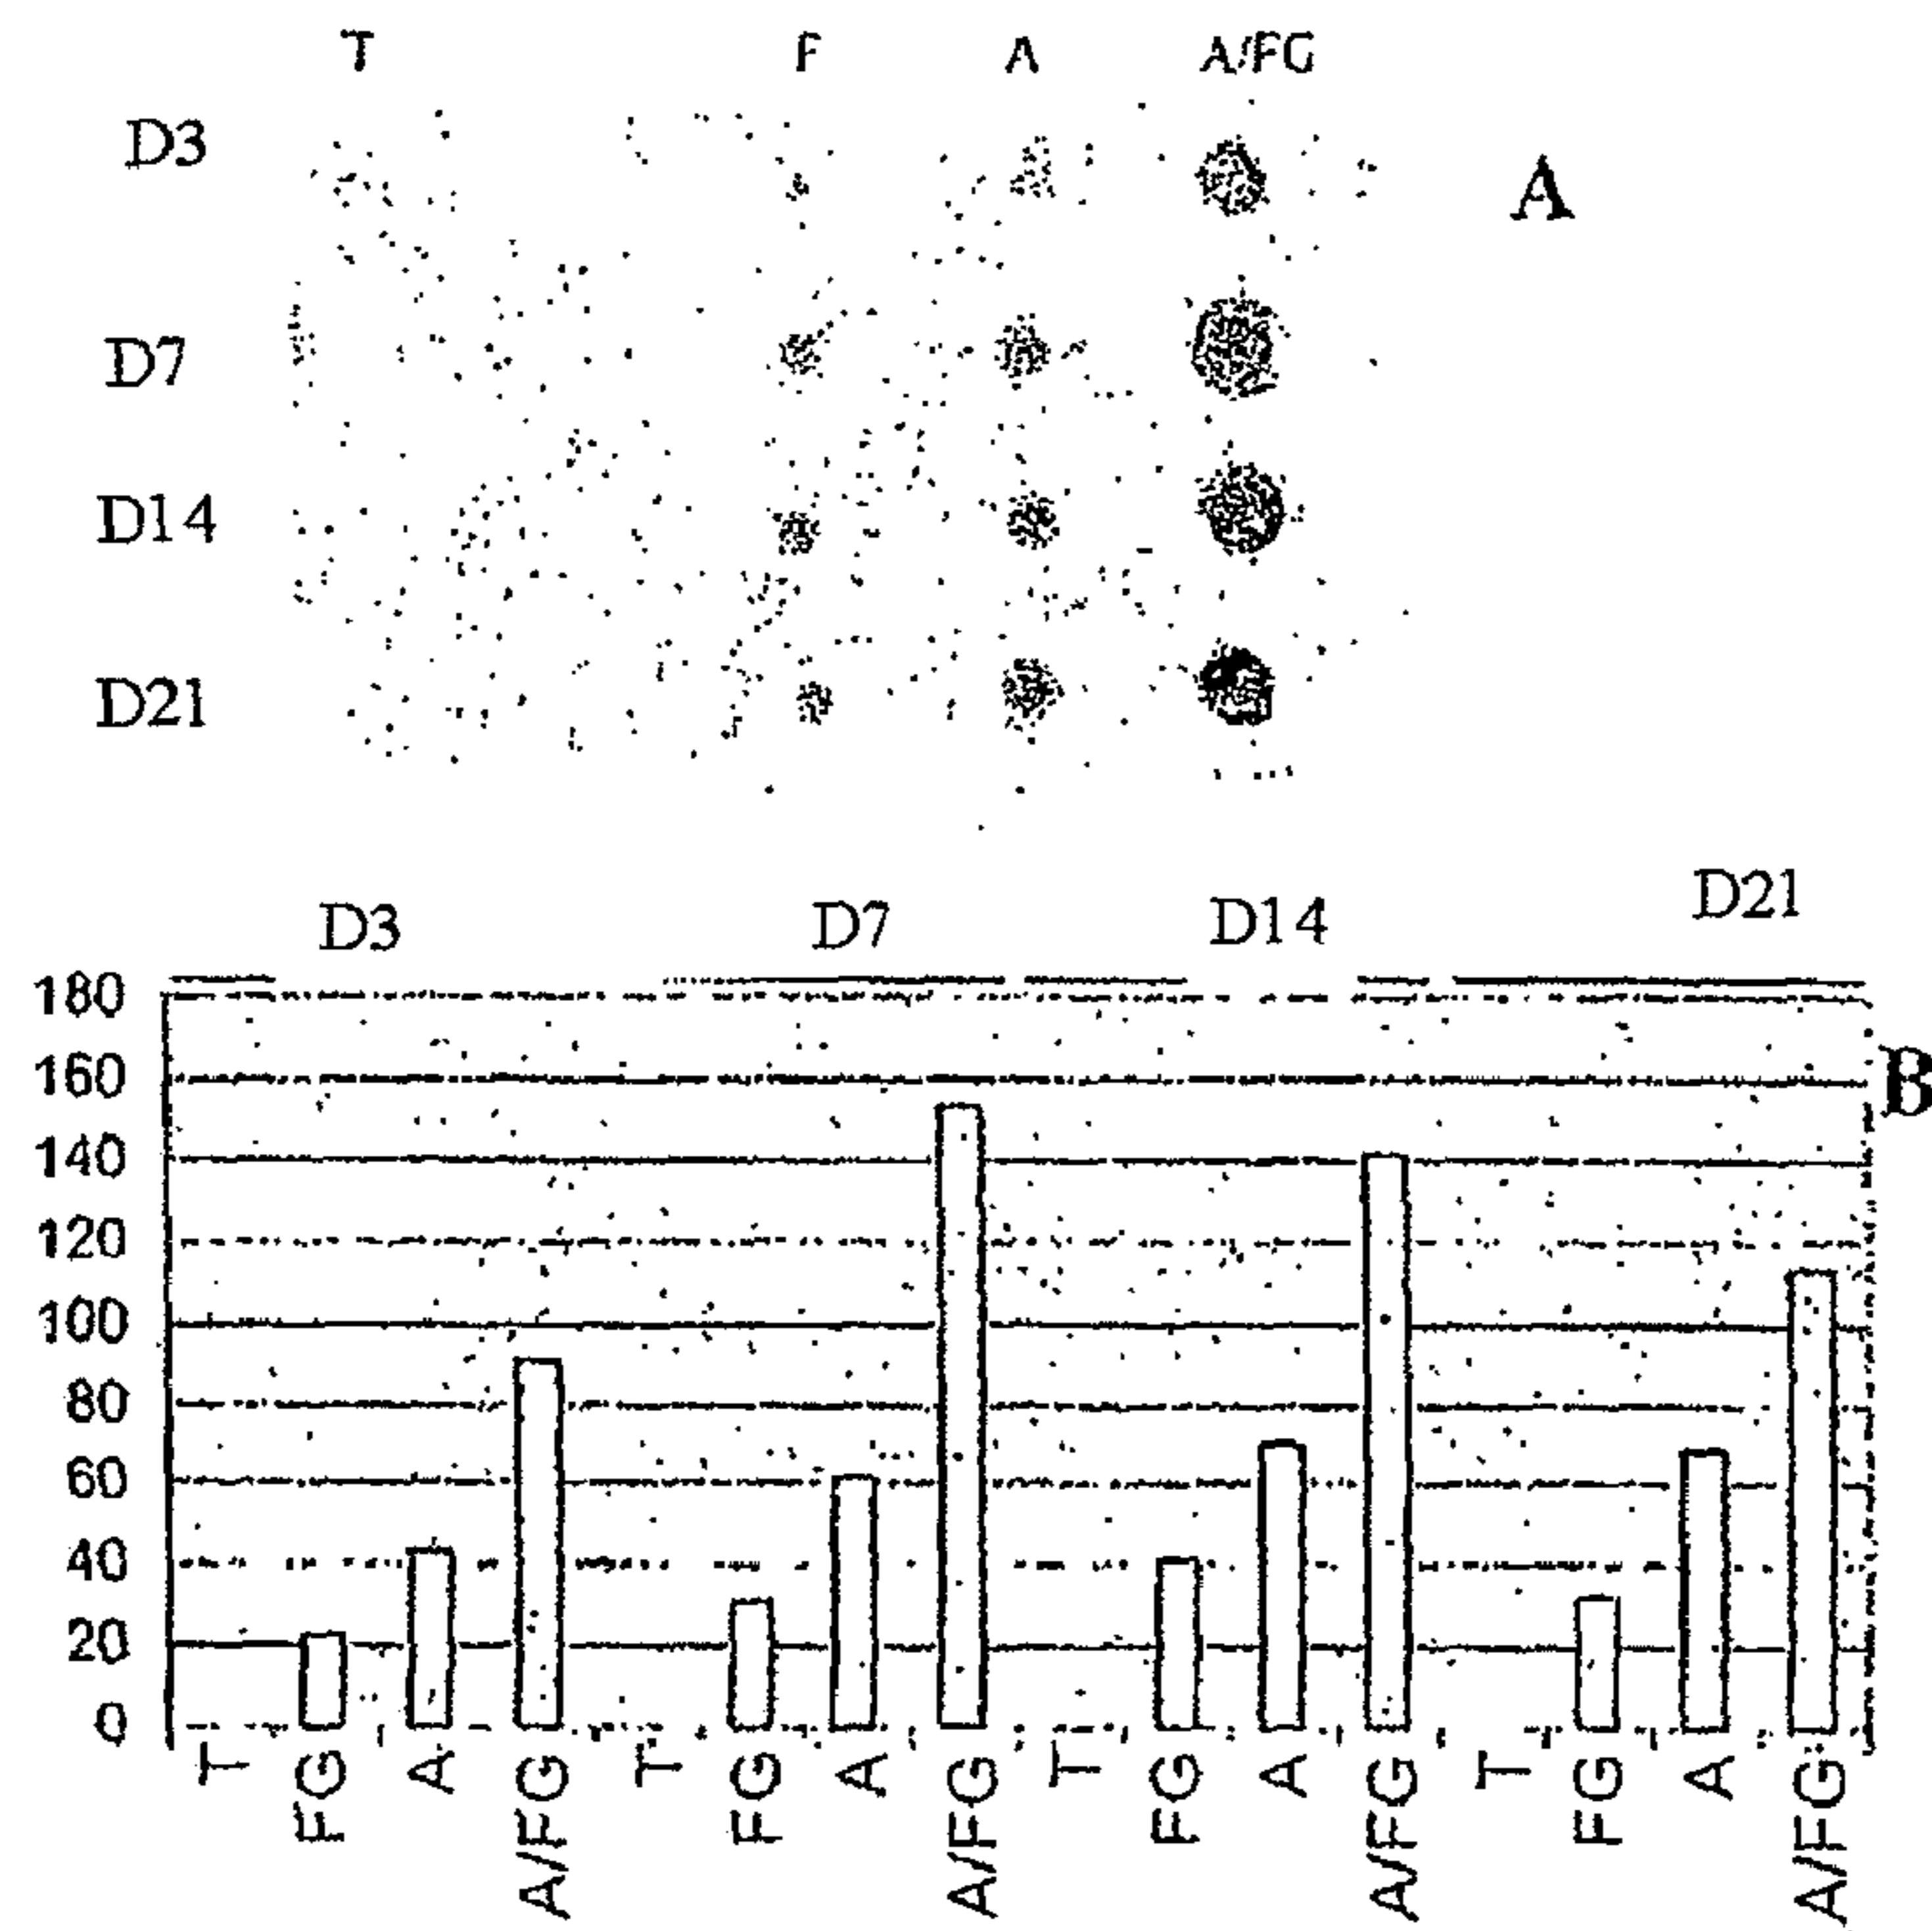 T F A A/FG
D3 A
D7
D14
D21
D3 D7 D14 D21
180
160 B
140
120
100
80
60
40
20
0
T FG A A/FG T FG A A/FG T FG A A/FG T FG A A/FG